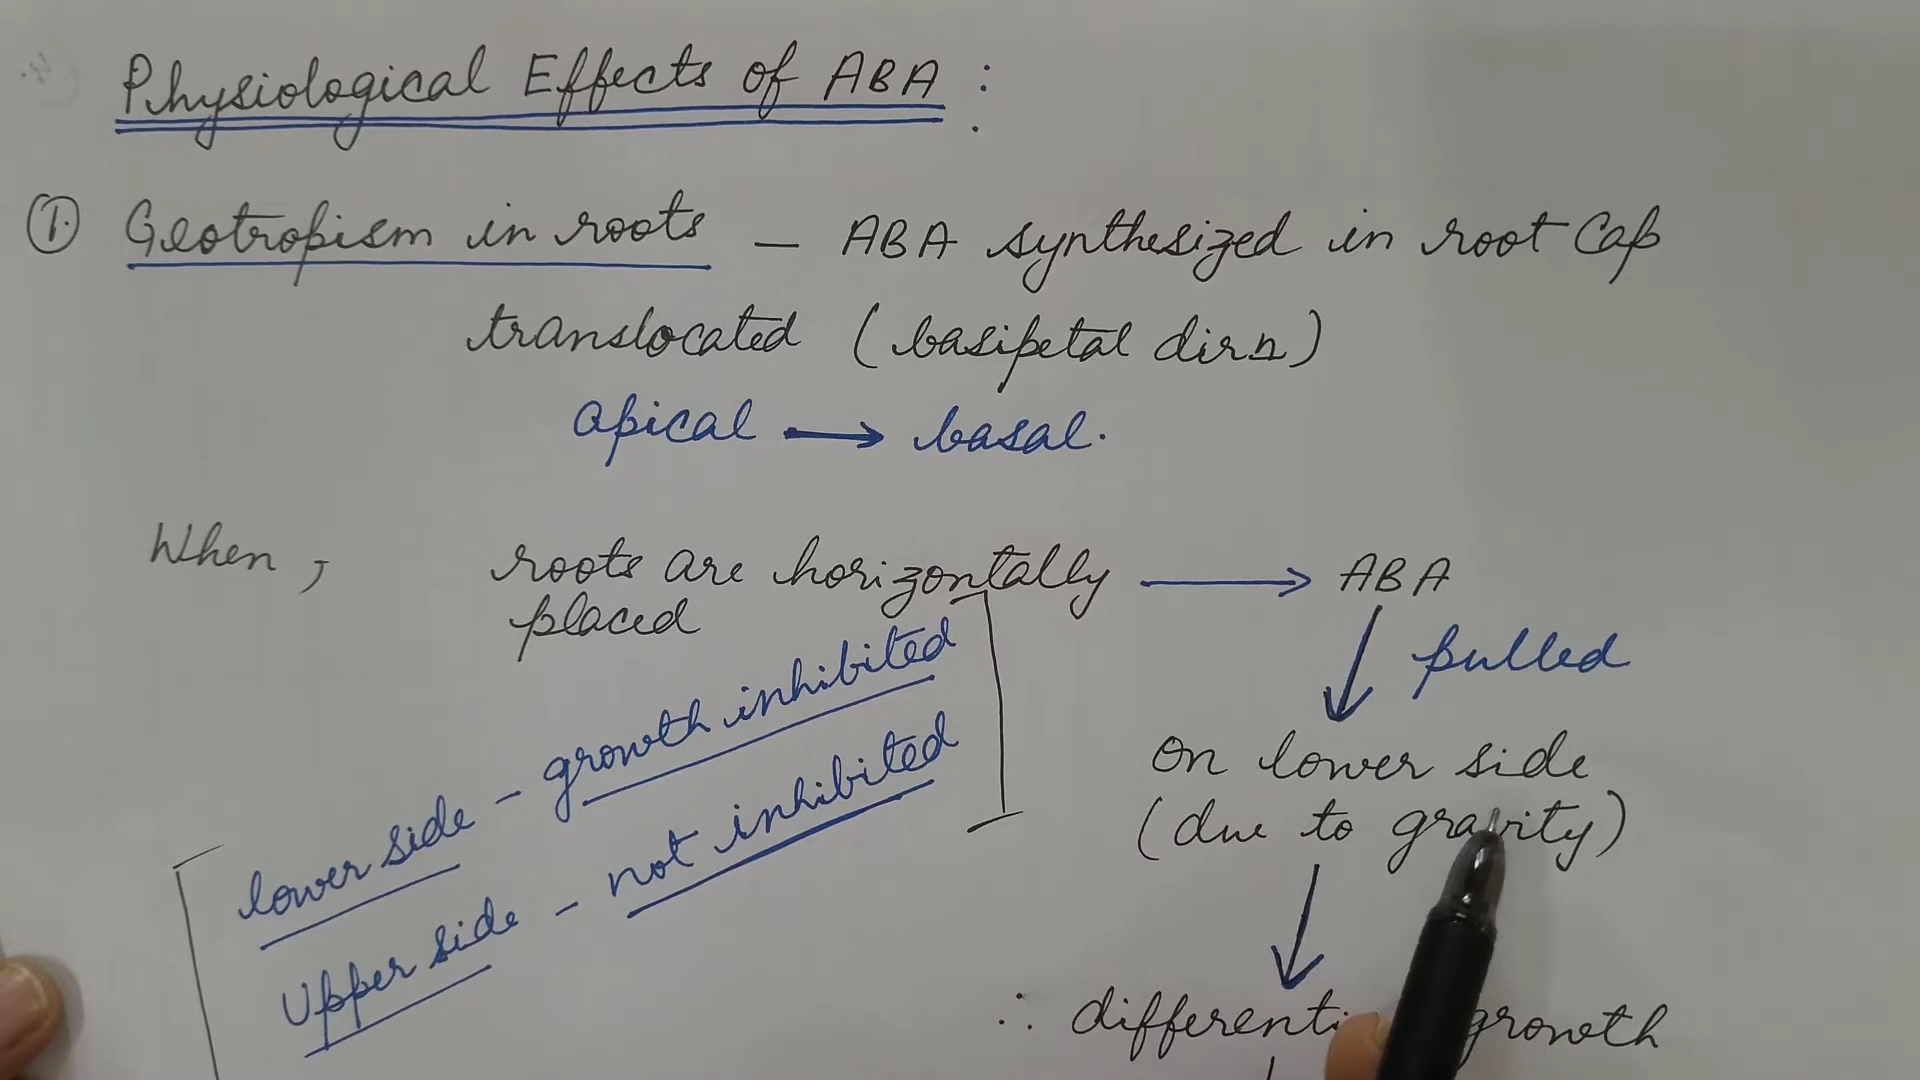 Physiological Effects of ABA :
1. Geotropism in roots — ABA synthesized in root Cap
translocated (basipetal dirn)
apical → basal.
When, roots are horizontally → ABA
placed
pulled
on lower side
(due to gravity)
lower side - growth inhibited
Upper side - not inhibited
∴ growth